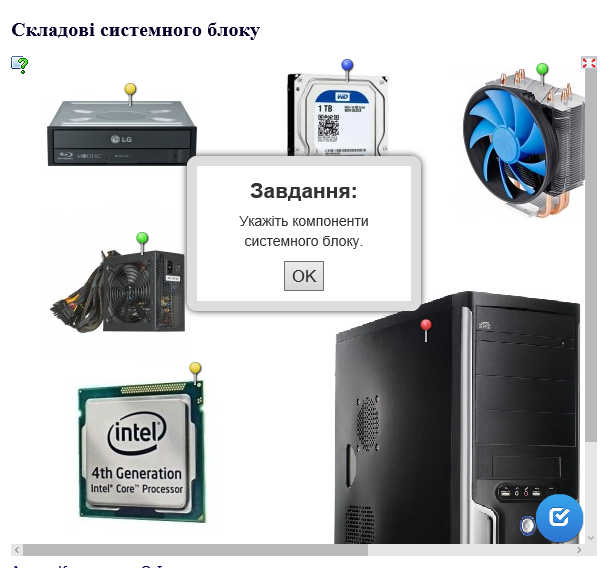 Складові системного блоку
WD
1 TB
LG
Завдання:
Укажіть компоненти
системного блоку.
OK
intel
4th Generation
Intel® Core™ Processor